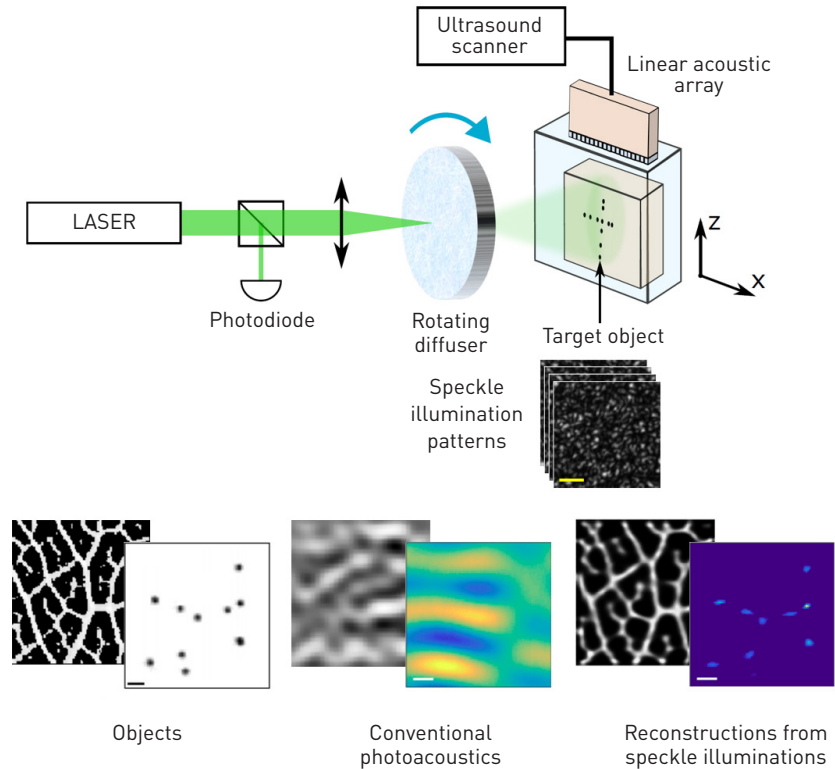 Ultrasound
scanner
Linear acoustic
array
LASER
Photodiode
Rotating
diffuser
Target object
z
x
Speckle
illumination
patterns
Objects
Conventional
photoacoustics
Reconstructions from
speckle illuminations